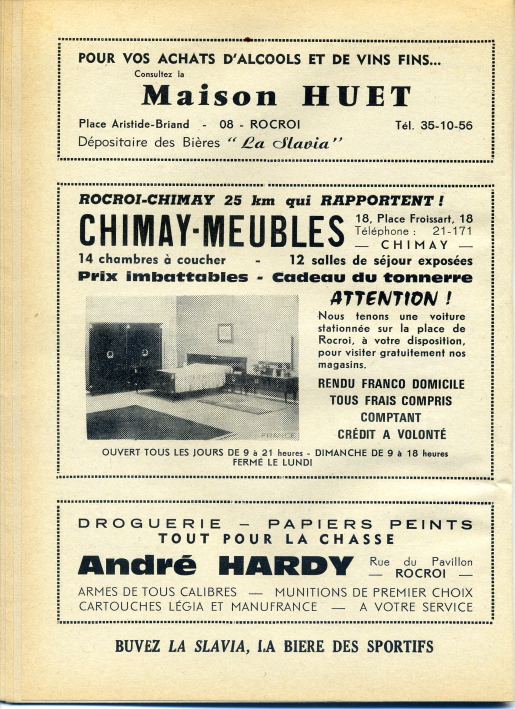 POUR VOS ACHATS D'ALCOOLS ET DE VINS FINS...
Consultez la
Maison HUET
Place Aristide-Briand - 08 - ROCROI Tél. 35-10-56
Dépositaire des Bières "La Slavia"
ROCROI-CHIMAY 25 km qui RAPPORTENT !
CHIMAY-MEUBLES
18, Place Froissart, 18
Téléphone : 21-171
— CHIMAY —
14 chambres à coucher - 12 salles de séjour exposées
Prix imbattables - Cadeau du tonnerre
ATTENTION !
Nous tenons une voiture
stationnée sur la place de
Rocroi, à votre disposition,
pour visiter gratuitement nos
magasins.
RENDU FRANCO DOMICILE
TOUS FRAIS COMPRIS
COMPTANT
CRÉDIT A VOLONTÉ
FRANCE
OUVERT TOUS LES JOURS DE 9 à 21 heures - DIMANCHE DE 9 à 18 heures
FERMÉ LE LUNDI
DROGUERIE — PAPIERS PEINTS
TOUT POUR LA CHASSE
André HARDY
Rue du Pavillon
— ROCROI —
ARMES DE TOUS CALIBRES — MUNITIONS DE PREMIER CHOIX
CARTOUCHES LÉGIA ET MANUFRANCE — A VOTRE SERVICE
BUVEZ LA SLAVIA, LA BIERE DES SPORTIFS